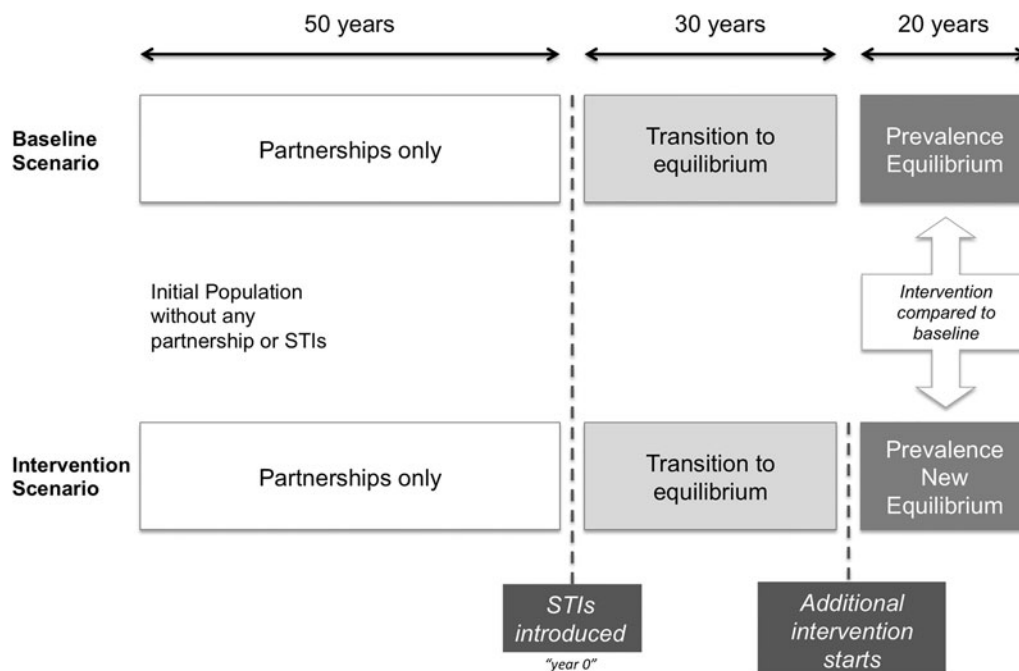 50 years
30 years
20 years
Baseline
Scenario
Partnerships only
Transition to
equilibrium
Prevalence
Equilibrium
Initial Population
without any
partnership or STIs
Intervention
compared to
baseline
Intervention
Scenario
Partnerships only
Transition to
equilibrium
Prevalence
New
Equilibrium
STIs
introduced
"year 0"
Additional
intervention
starts